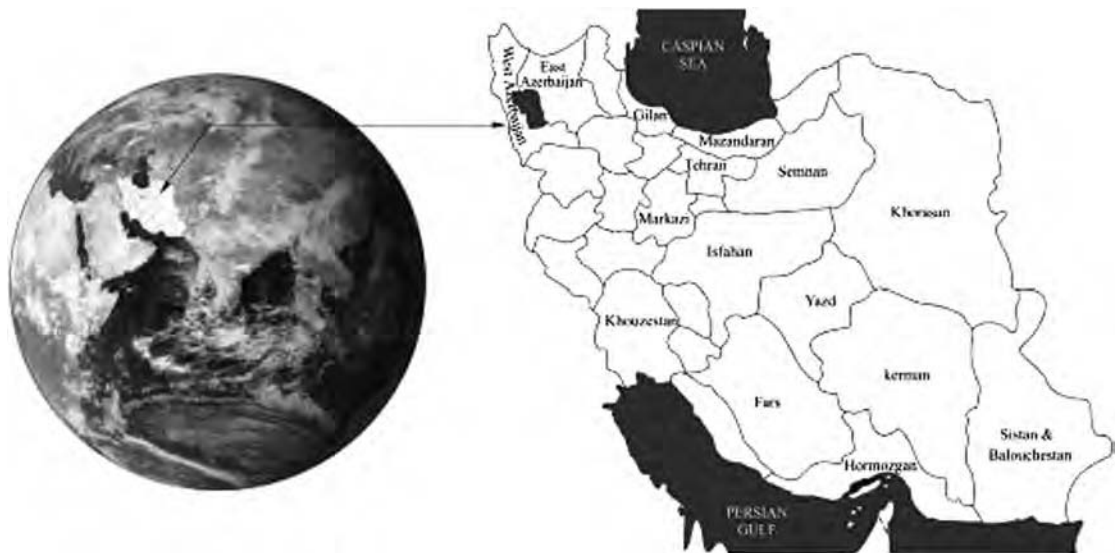 CASPIAN
SEA
West Azerbaijan
East
Azerbaijan
Gilan
Mazandaran
Tehran
Semnan
Khorasan
Markazi
Isfahan
Yazd
Khouzestan
kerman
Fars
Sistan &
Balouchestan
Hormozgan
PERSIAN
GULF